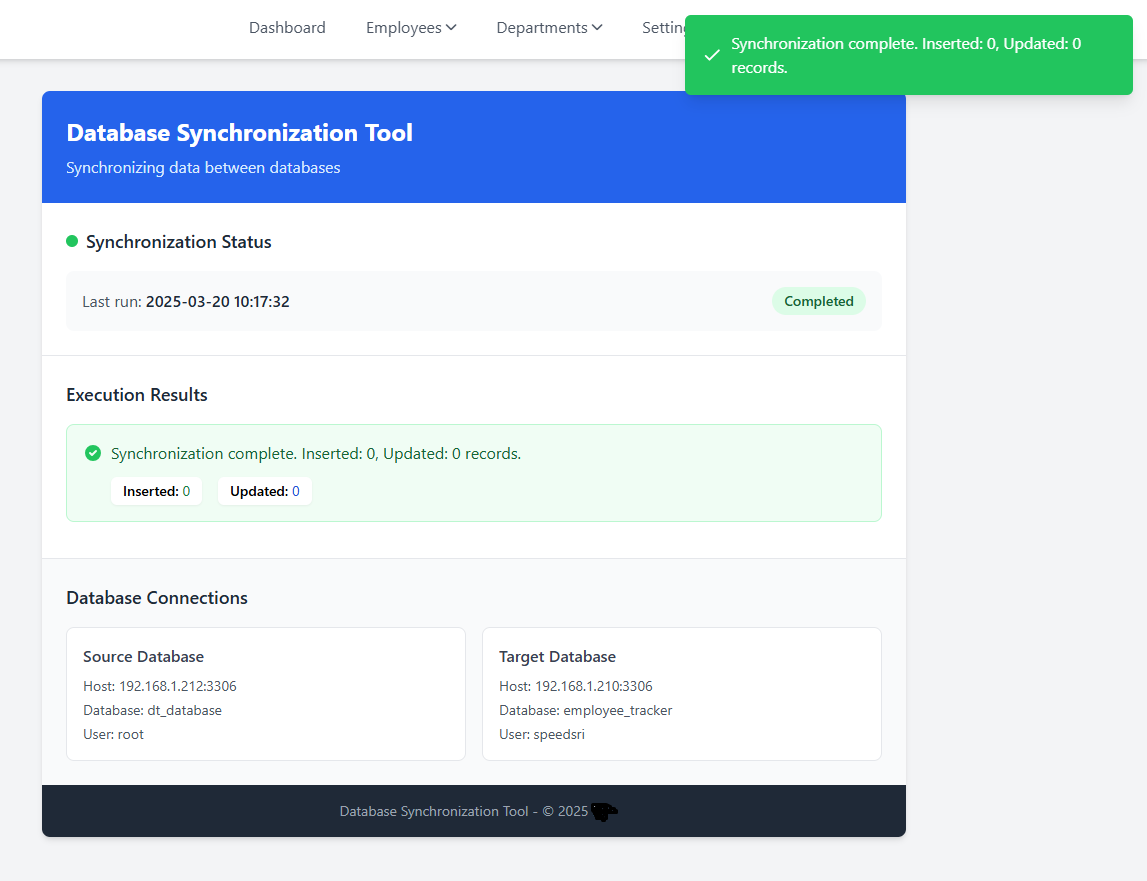 Dashboard Employees Departments
Synchronization complete. Inserted: 0, Updated: 0
records.
Database Synchronization Tool
Synchronizing data between databases
Synchronization Status
Last run: 2025-03-20 10:17:32 Completed
Execution Results
Synchronization complete. Inserted: 0, Updated: 0 records.
Inserted: 0 Updated: 0
Database Connections
Source Database
Host: 192.168.1.212:3306
Database: dt_database
User: root
Target Database
Host: 192.168.1.210:3306
Database: employee_tracker
User: speedsri
Database Synchronization Tool - © 2025